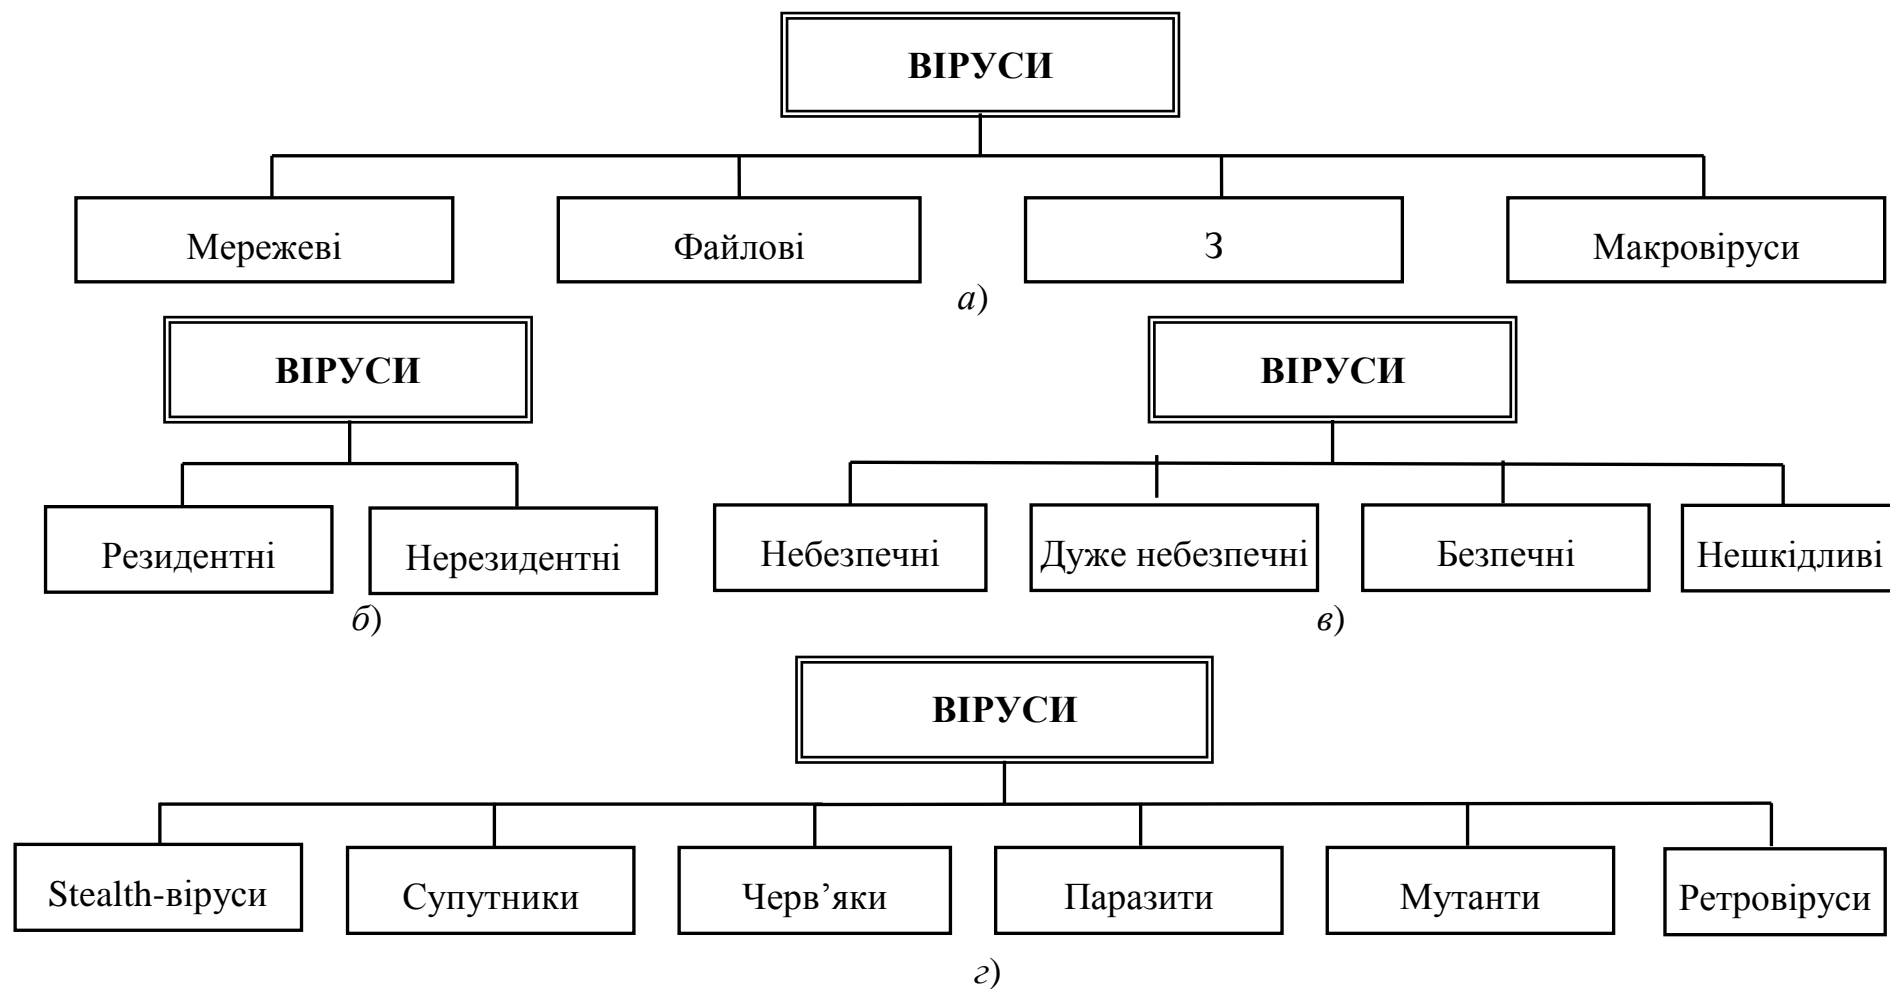 ВІРУСИ
Мережеві
Файлові
З
Макровіруси
а)
ВІРУСИ
ВІРУСИ
Резидентні
Нерезидентні
Небезпечні
Дуже небезпечні
Безпечні
Нешкідливі
б)
в)
ВІРУСИ
Stealth-віруси
Супутники
Черв’яки
Паразити
Мутанти
Ретровіруси
г)